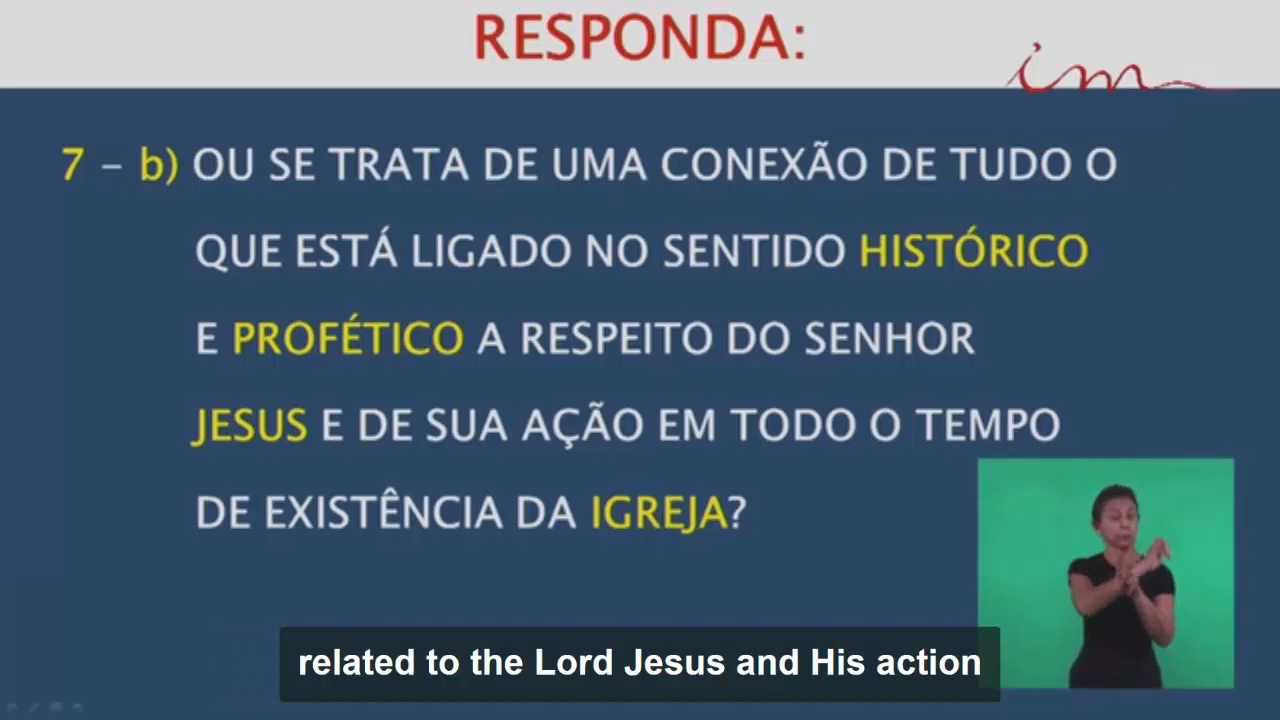 RESPONDA:
im
7 – b) OU SE TRATA DE UMA CONEXÃO DE TUDO O
QUE ESTÁ LIGADO NO SENTIDO HISTÓRICO
E PROFÉTICO A RESPEITO DO SENHOR
JESUS E DE SUA AÇÃO EM TODO O TEMPO
DE EXISTÊNCIA DA IGREJA?
related to the Lord Jesus and His action